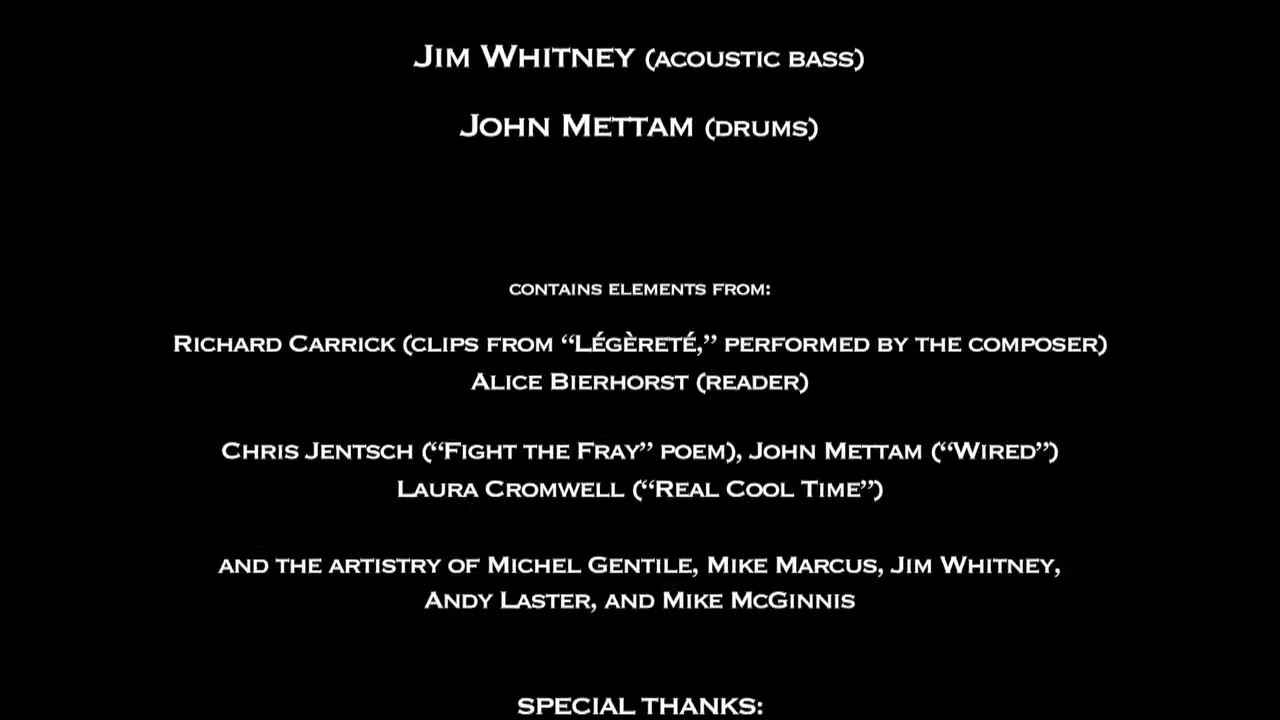 JIM WHITNEY (ACOUSTIC BASS)
JOHN METTAM (DRUMS)
CONTAINS ELEMENTS FROM:
RICHARD CARRICK (CLIPS FROM “LÉGÈRETÉ,” PERFORMED BY THE COMPOSER)
ALICE BIERHORST (READER)
CHRIS JENTSCH (“FIGHT THE FRAY” POEM), JOHN METTAM (“WIRED”)
LAURA CROMWELL (“REAL COOL TIME”)
AND THE ARTISTRY OF MICHEL GENTILE, MIKE MARCUS, JIM WHITNEY,
ANDY LASTER, AND MIKE MCGINNIS
SPECIAL THANKS: